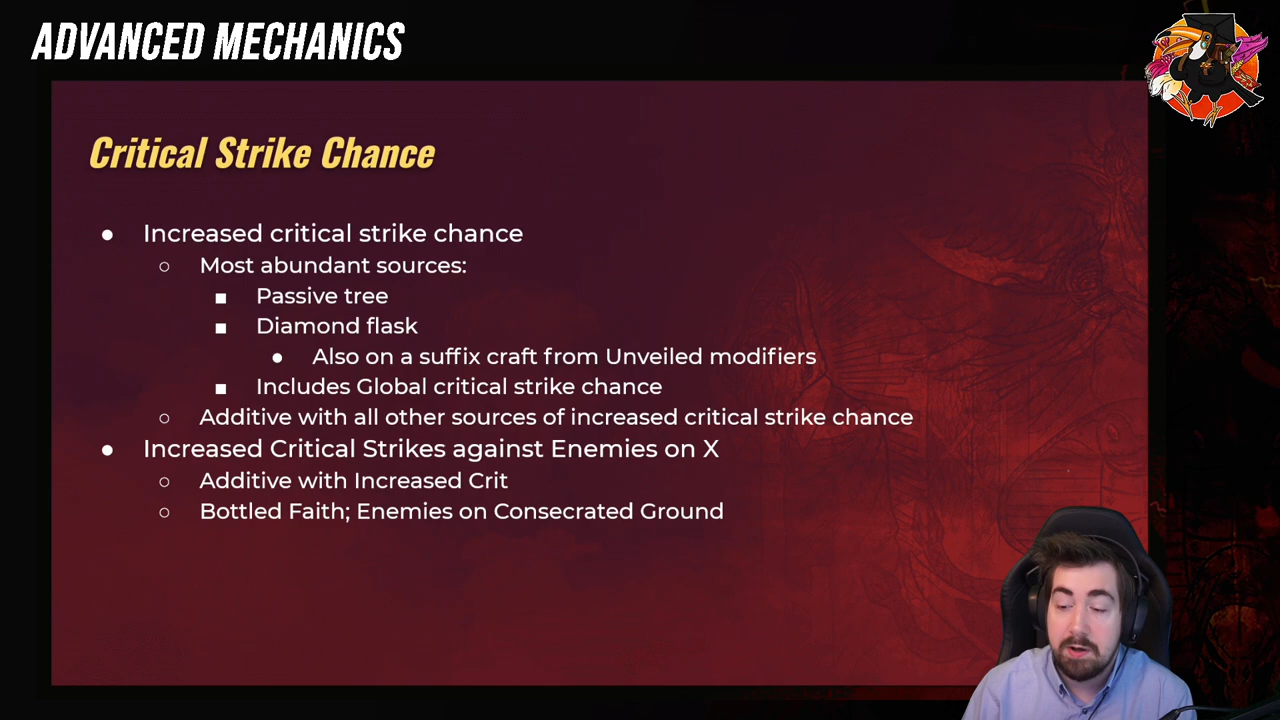 ADVANCED MECHANICS
Critical Strike Chance
● Increased critical strike chance
○ Most abundant sources:
■ Passive tree
■ Diamond flask
● Also on a suffix craft from Unveiled modifiers
■ Includes Global critical strike chance
○ Additive with all other sources of increased critical strike chance
● Increased Critical Strikes against Enemies on X
○ Additive with Increased Crit
○ Bottled Faith; Enemies on Consecrated Ground